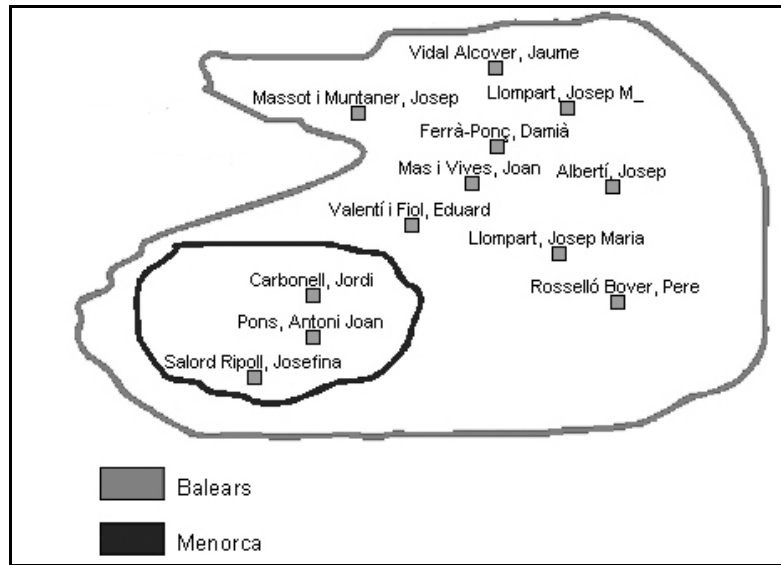 Vidal Alcover, Jaume
Massot i Muntaner, Josep
Llompart, Josep M_
Ferrà-Ponç, Damià
Mas i Vives, Joan
Albertí, Josep
Valentí i Fiol, Eduard
Llompart, Josep Maria
Carbonell, Jordi
Rosselló Bover, Pere
Pons, Antoni Joan
Salord Ripoll, Josefina
Balears
Menorca